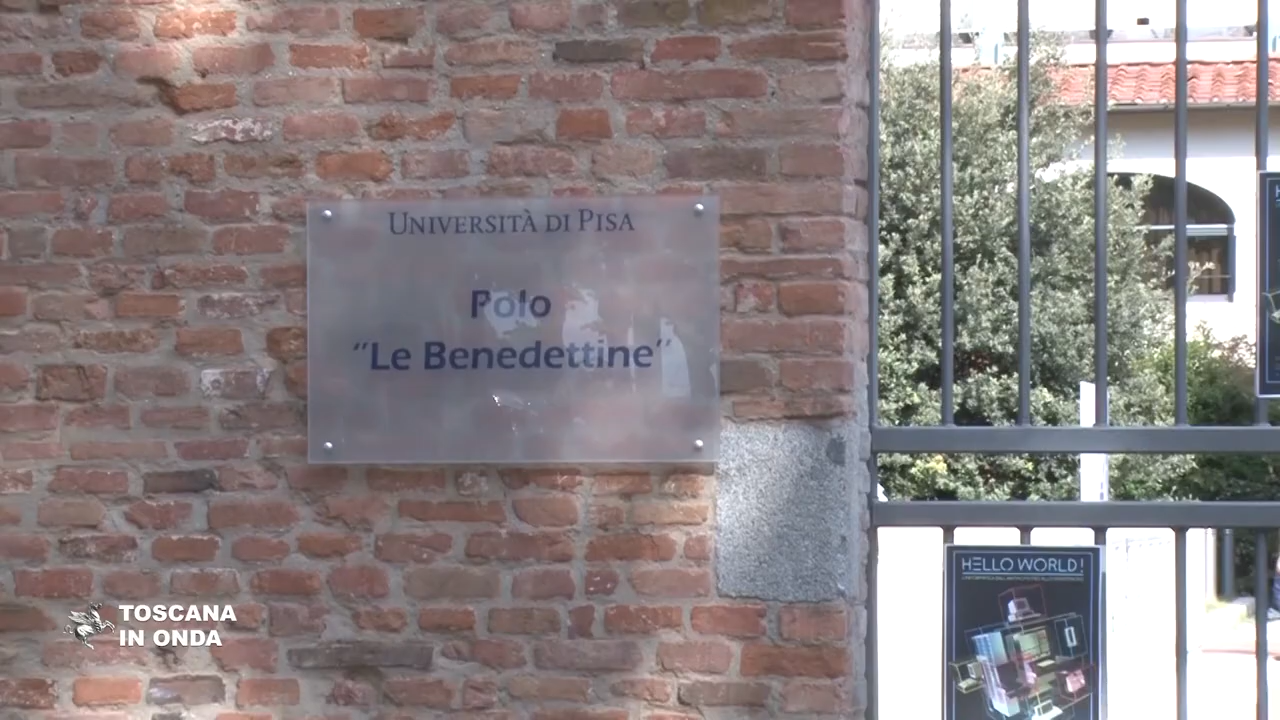 UNIVERSITÀ DI PISA
Polo
“Le Benedettine”
HELLO WORLD!
TOSCANA
IN ONDA